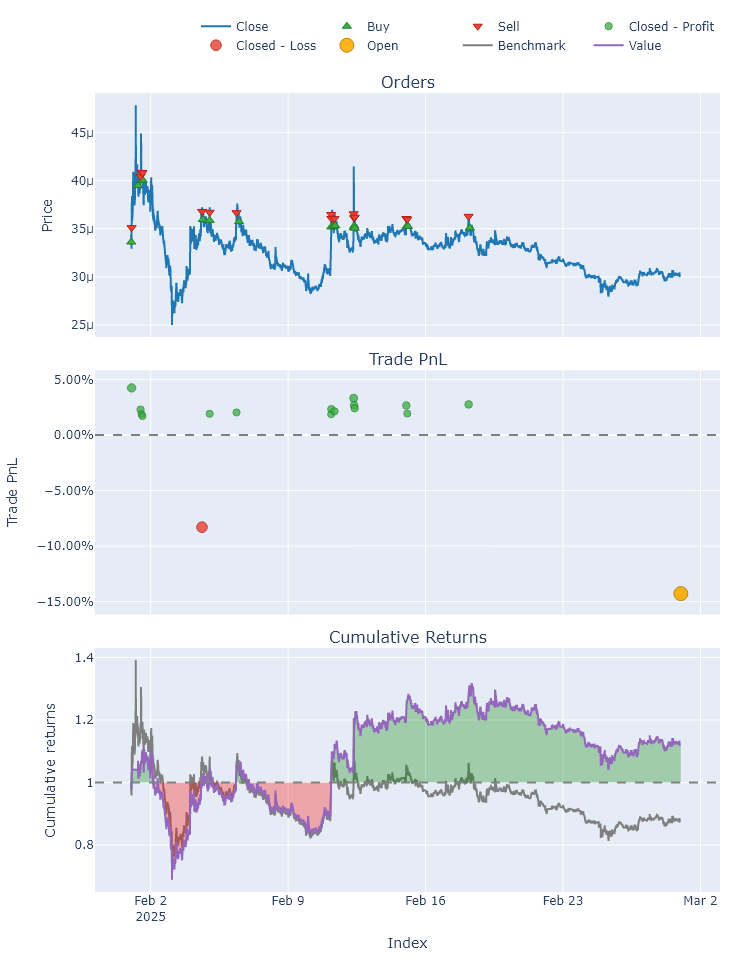 Close Buy Sell Closed - Profit
Closed - Loss Open Benchmark Value
Orders
45μ
40μ
35μ
30μ
25μ
Price
Trade PnL
5.00%
0.00%
−5.00%
−10.00%
−15.00%
Trade PnL
Cumulative Returns
1.4
1.2
1
0.8
Cumulative returns
Feb 2 Feb 9 Feb 16 Feb 23 Mar 2
2025
Index